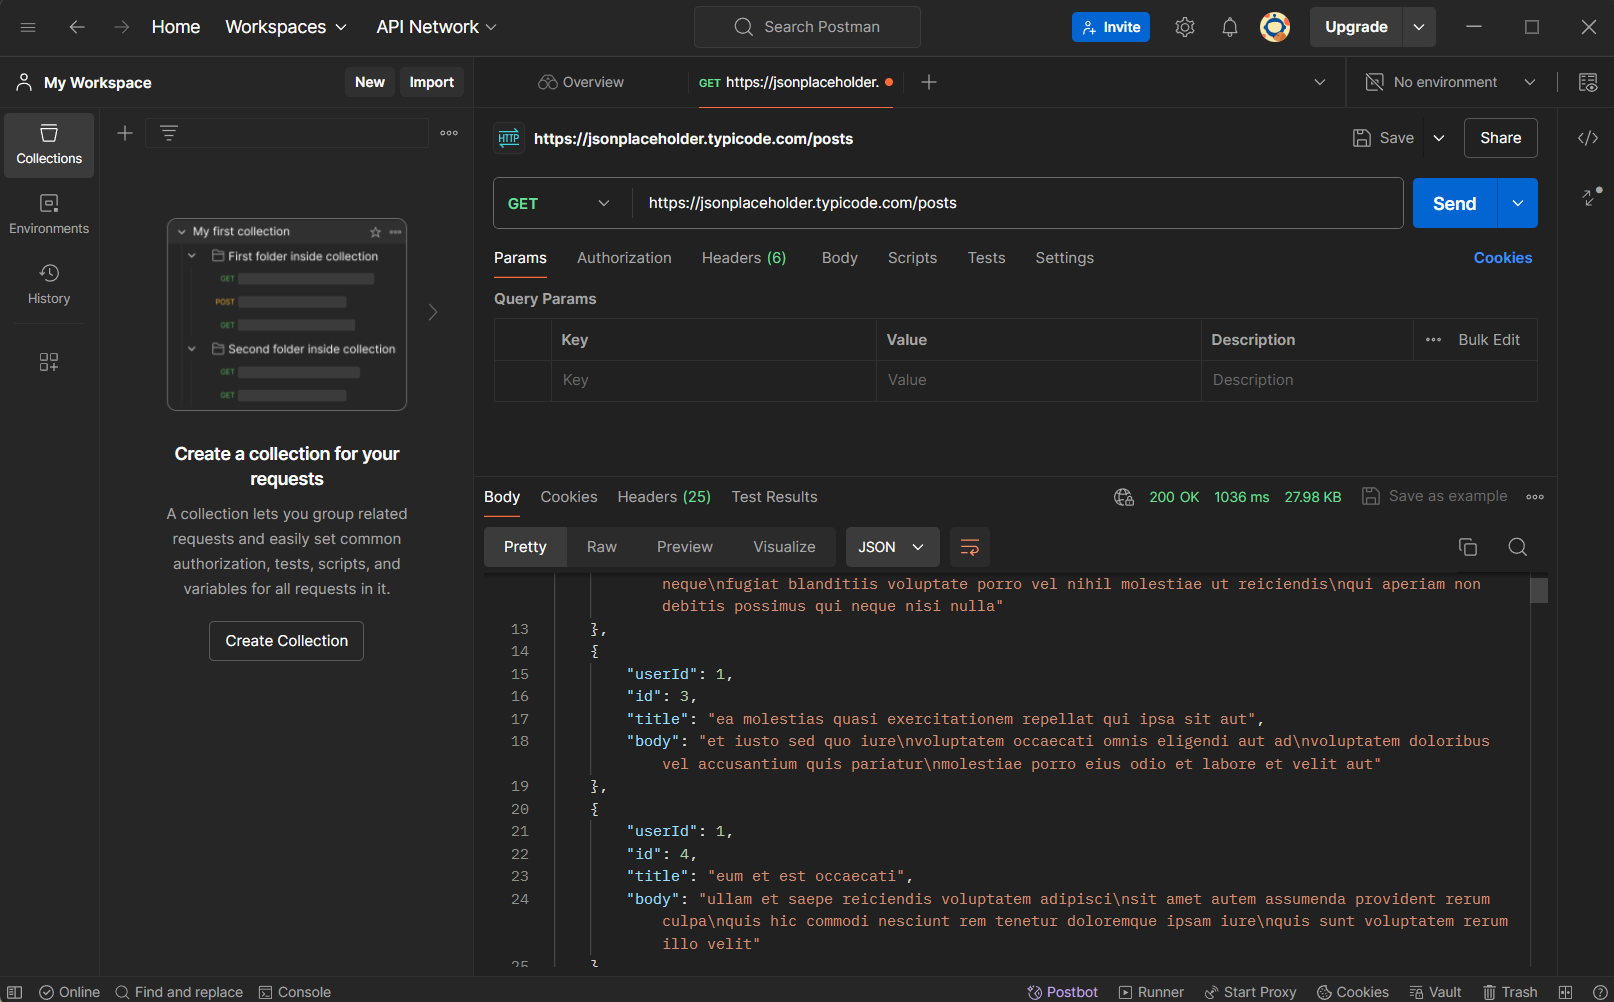 Home Workspaces API Network Search Postman Invite Upgrade
My Workspace New Import Overview GET https://jsonplaceholder. No environment
Collections
Environments
History
My first collection
First folder inside collection
GET
POST
GET
Second folder inside collection
GET
GET
Create a collection for your
requests
A collection lets you group related
requests and easily set common
authorization, tests, scripts, and
variables for all requests in it.
Create Collection
HTTP https://jsonplaceholder.typicode.com/posts Save Share
GET https://jsonplaceholder.typicode.com/posts Send
Params Authorization Headers (6) Body Scripts Tests Settings Cookies
Query Params
Key Value Description Bulk Edit
Key Value Description
Body Cookies Headers (25) Test Results 200 OK 1036 ms 27.98 KB Save as example
Pretty Raw Preview Visualize JSON
neque\nfugiat blanditiis voluptate porro vel nihil molestiae ut reiciendis\nqui aperiam non
debitis possimus qui neque nisi nulla"
13 },
14 {
15 "userId": 1,
16 "id": 3,
17 "title": "ea molestias quasi exercitationem repellat qui ipsa sit aut",
18 "body": "et iusto sed quo iure\nvoluptatem occaecati omnis eligendi aut ad\nvoluptatem doloribus
vel accusantium quis pariatur\nmolestiae porro eius odio et labore et velit aut"
19 },
20 {
21 "userId": 1,
22 "id": 4,
23 "title": "eum et est occaecati",
24 "body": "ullam et saepe reiciendis voluptatem adipisci\nsit amet autem assumenda provident rerum
culpa\nquis hic commodi nesciunt rem tenetur doloremque ipsam iure\nquis sunt voluptatem rerum
illo velit"
25 }
Online Find and replace Console Postbot Runner Start Proxy Cookies Vault Trash